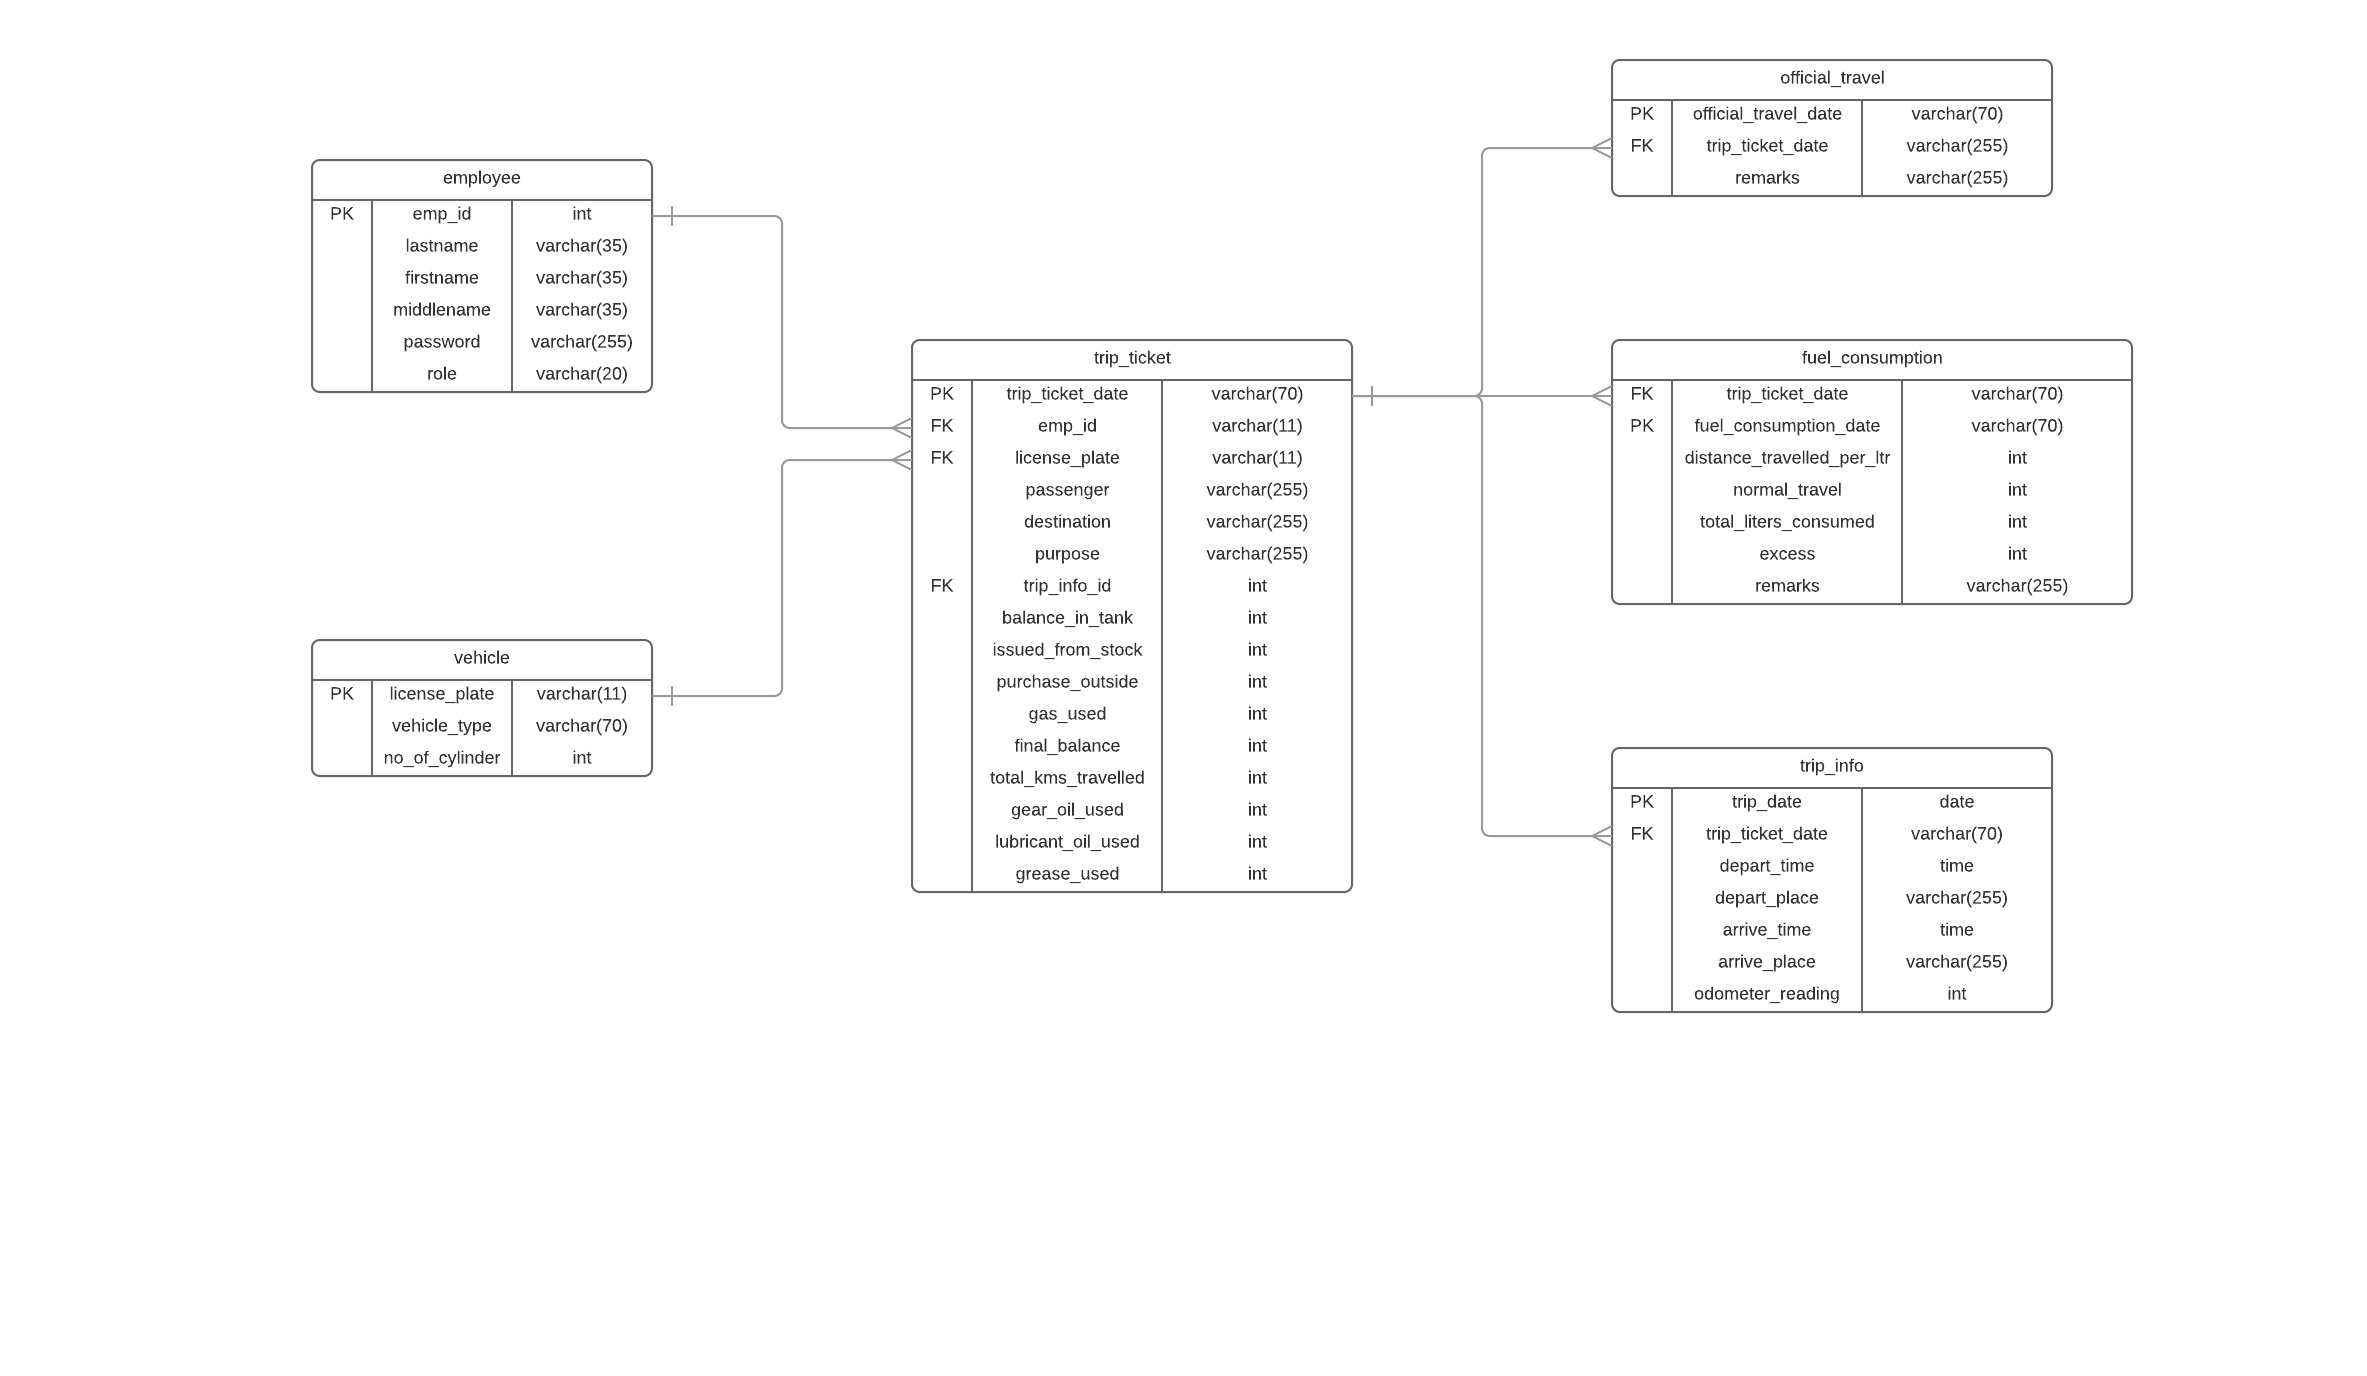 employee
PK emp_id int
lastname varchar(35)
firstname varchar(35)
middlename varchar(35)
password varchar(255)
role varchar(20)
vehicle
PK license_plate varchar(11)
vehicle_type varchar(70)
no_of_cylinder int
trip_ticket
PK trip_ticket_date varchar(70)
FK emp_id varchar(11)
FK license_plate varchar(11)
passenger varchar(255)
destination varchar(255)
purpose varchar(255)
FK trip_info_id int
balance_in_tank int
issued_from_stock int
purchase_outside int
gas_used int
final_balance int
total_kms_travelled int
gear_oil_used int
lubricant_oil_used int
grease_used int
official_travel
PK official_travel_date varchar(70)
FK trip_ticket_date varchar(255)
remarks varchar(255)
fuel_consumption
FK trip_ticket_date varchar(70)
PK fuel_consumption_date varchar(70)
distance_travelled_per_ltr int
normal_travel int
total_liters_consumed int
excess int
remarks varchar(255)
trip_info
PK trip_date date
FK trip_ticket_date varchar(70)
depart_time time
depart_place varchar(255)
arrive_time time
arrive_place varchar(255)
odometer_reading int